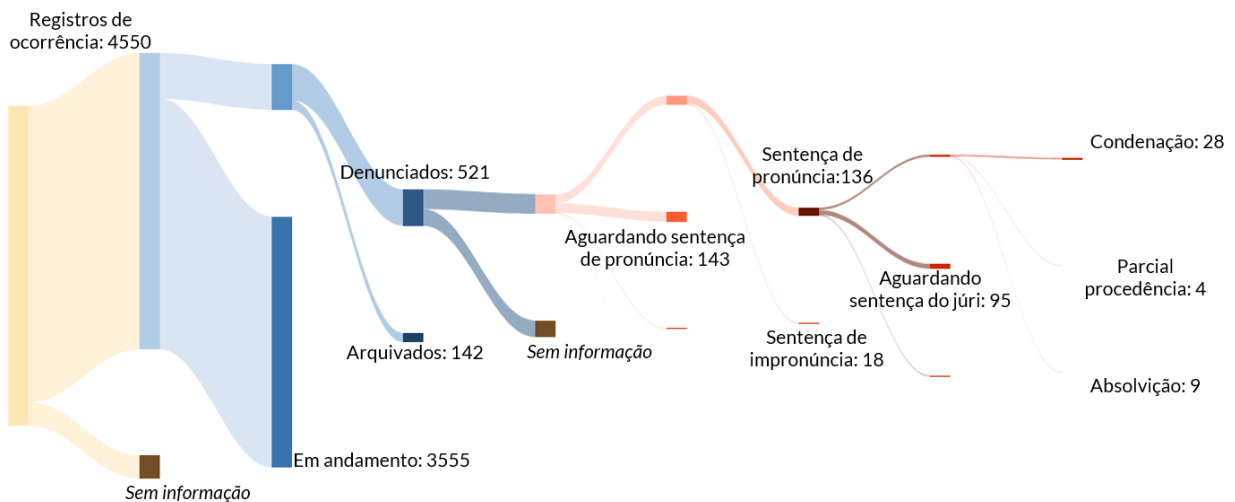 Registros de
ocorrência: 4550
Sem informação
Em andamento: 3555
Denunciados: 521
Arquivados: 142
Sem informação
Aguardando sentença
de pronúncia: 143
Sentença de
pronúncia:136
Sentença de
impronúncia: 18
Aguardando
sentença do júri: 95
Condenação: 28
Parcial
procedência: 4
Absolvição: 9